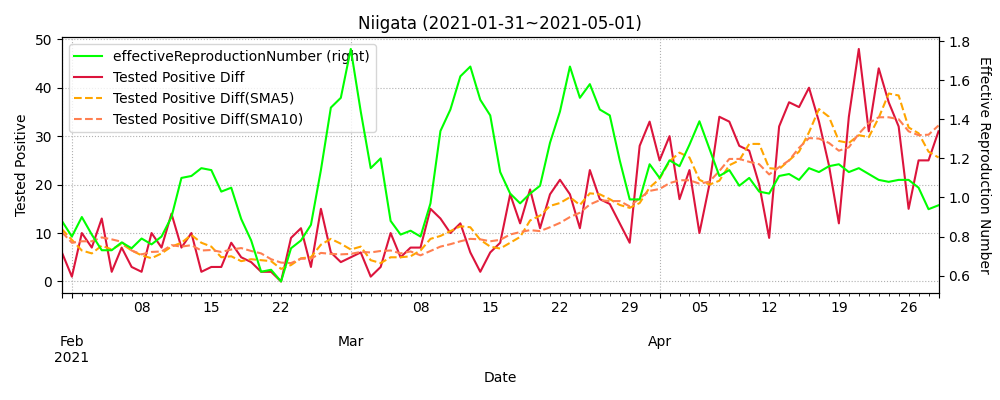 Niigata (2021-01-31~2021-05-01)
effectiveReproductionNumber (right)
Tested Positive Diff
Tested Positive Diff(SMA5)
Tested Positive Diff(SMA10)
Tested Positive
50
40
30
20
10
0
1.8
1.6
1.4
1.2
1.0
0.8
0.6
Effective Reproduction Number
08 15 22 08 15 22 29 05 12 19 26
Feb Mar Apr
2021
Date